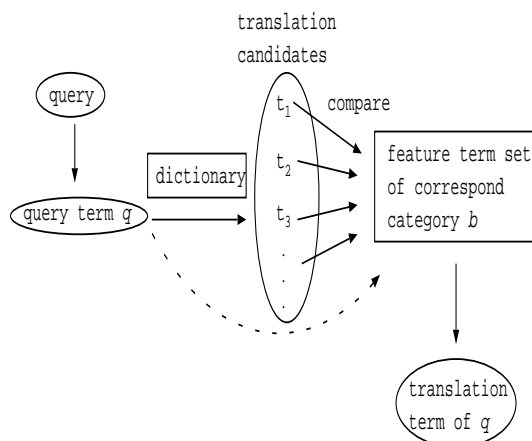 translation
candidates
query
t1
compare
dictionary
t2
feature term set
of correspond
category b
query term q
t3
.
.
.
translation
term of q